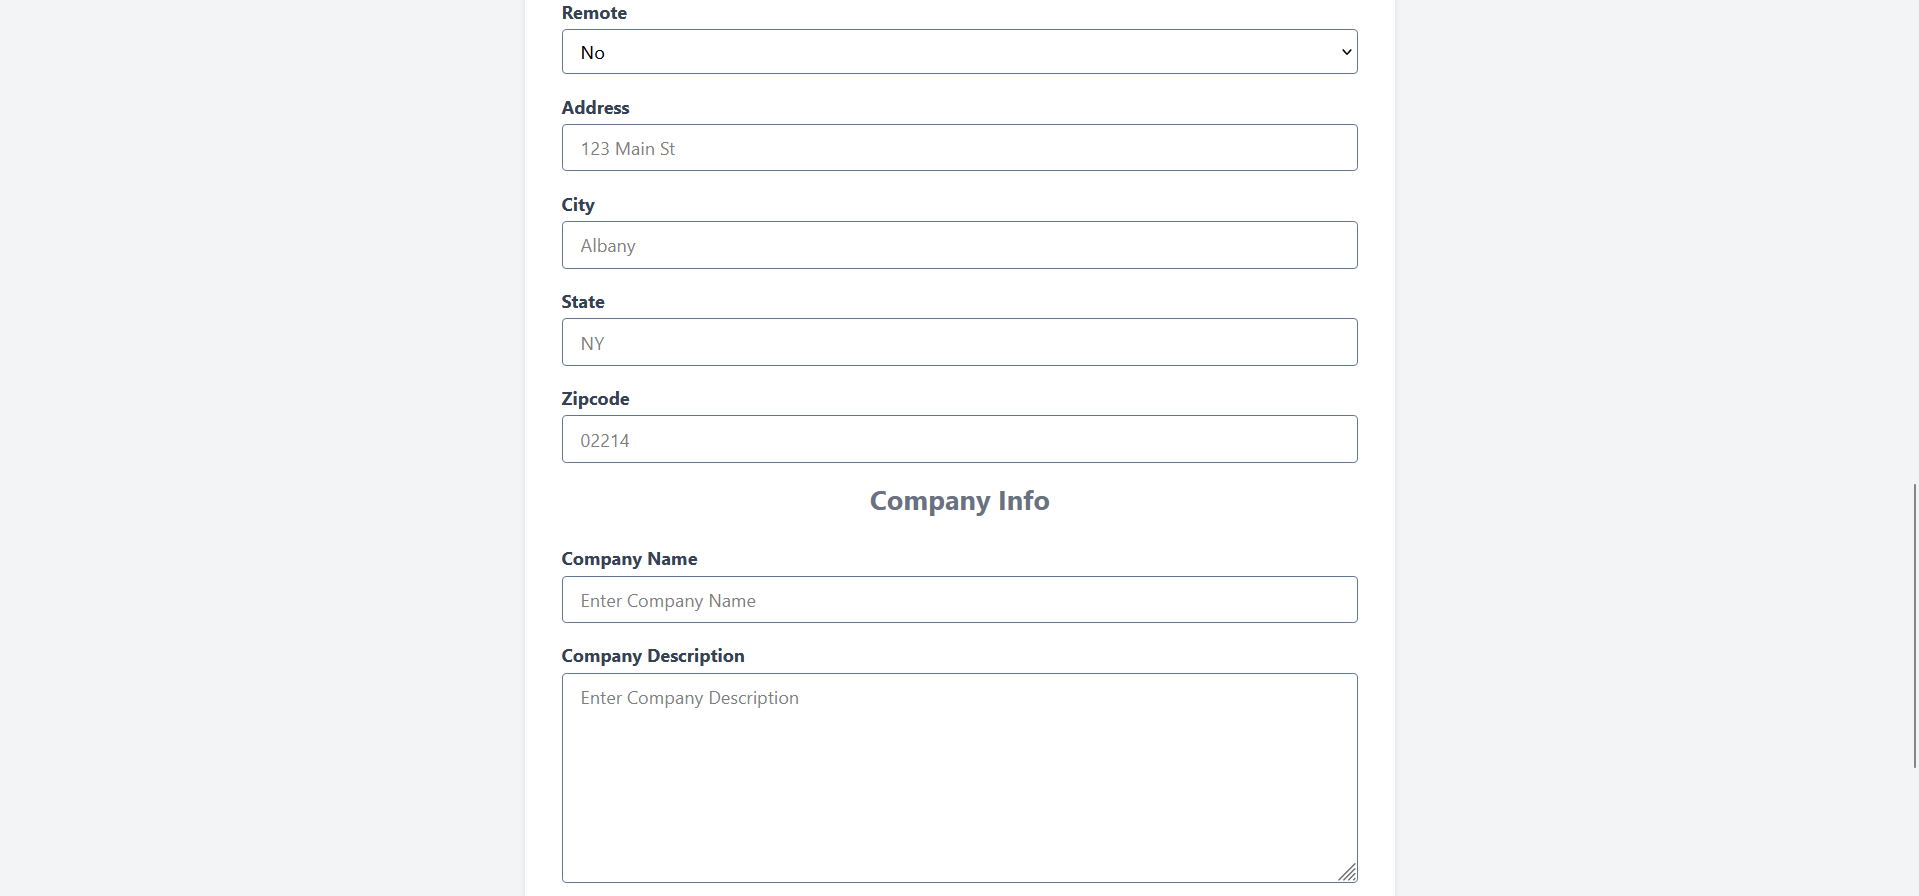 Remote
No
Address
123 Main St
City
Albany
State
NY
Zipcode
02214
Company Info
Company Name
Enter Company Name
Company Description
Enter Company Description